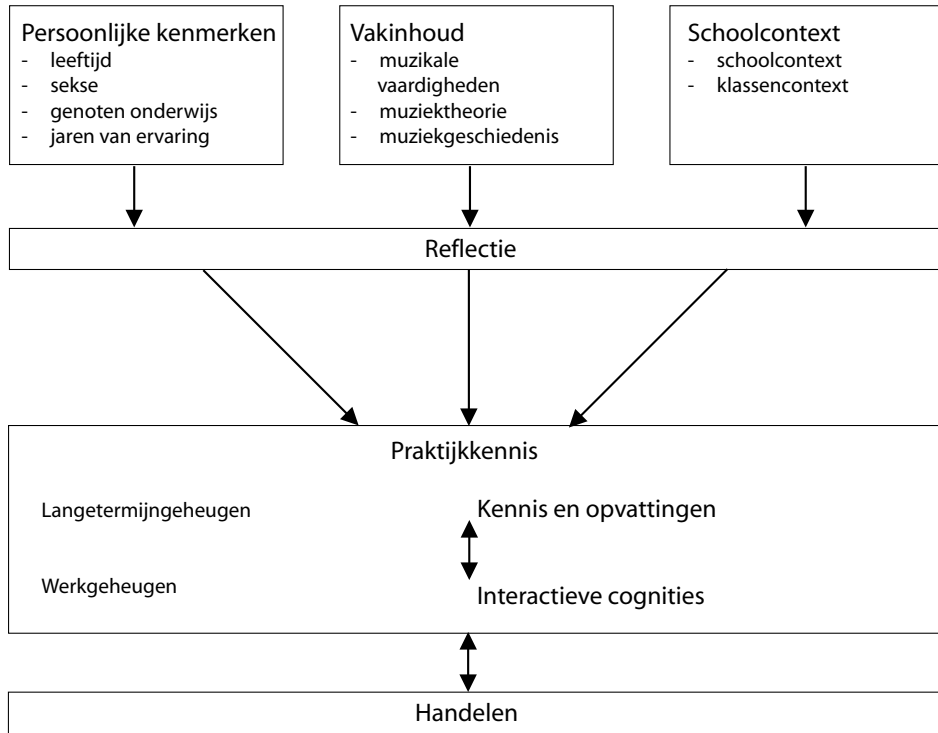 Persoonlijke kenmerken
- leeftijd
- sekse
- genoten onderwijs
- jaren van ervaring
Vakinhoud
- muzikale
vaardigheden
- muziektheorie
- muziekgeschiedenis
Schoolcontext
- schoolcontext
- klassencontext
Reflectie
Praktijkkennis
Langetermijngeheugen
Kennis en opvattingen
Werkgeheugen
Interactieve cognities
Handelen